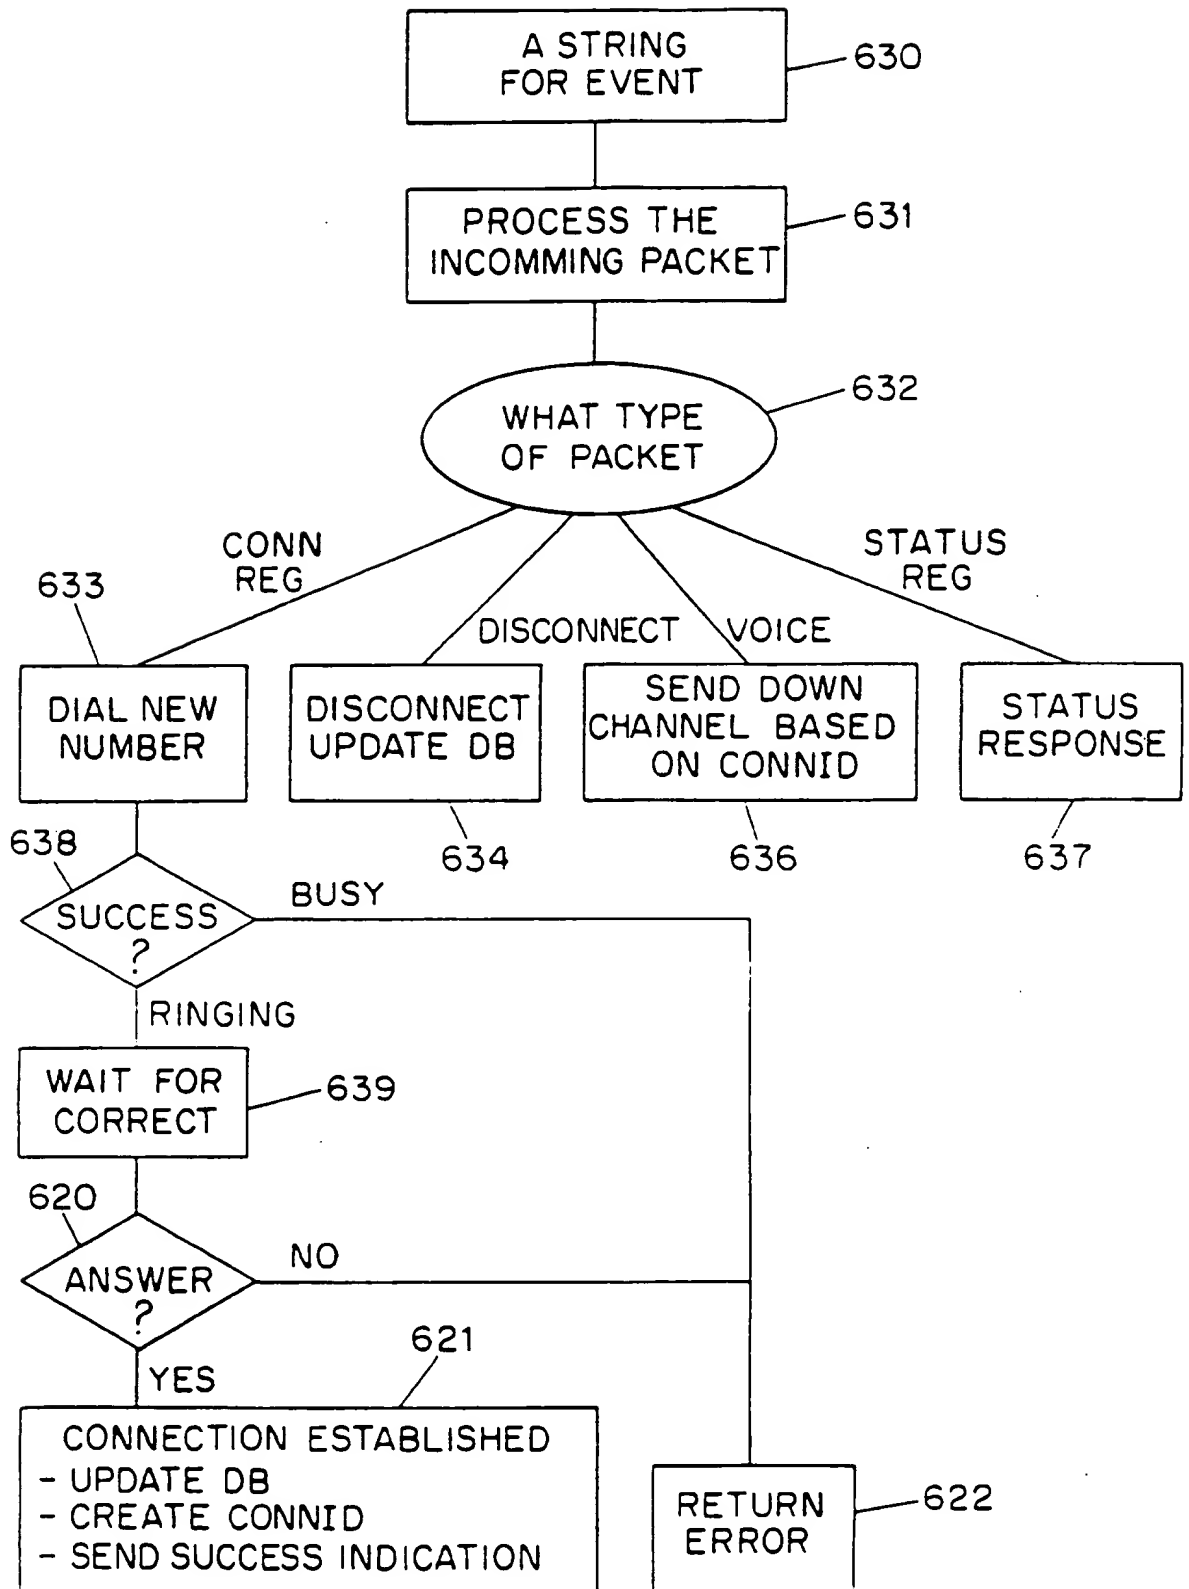 A STRING
FOR EVENT
630
PROCESS THE
INCOMMING PACKET
631
WHAT TYPE
OF PACKET
632
CONN
REG
STATUS
REG
633
DISCONNECT
VOICE
DIAL NEW
NUMBER
DISCONNECT
UPDATE DB
SEND DOWN
CHANNEL BASED
ON CONNID
STATUS
RESPONSE
634
636
637
638
SUCCESS
?
BUSY
RINGING
WAIT FOR
CORRECT
639
620
ANSWER
?
NO
YES
621
CONNECTION ESTABLISHED
- UPDATE DB
- CREATE CONNID
- SEND SUCCESS INDICATION
RETURN
ERROR
622